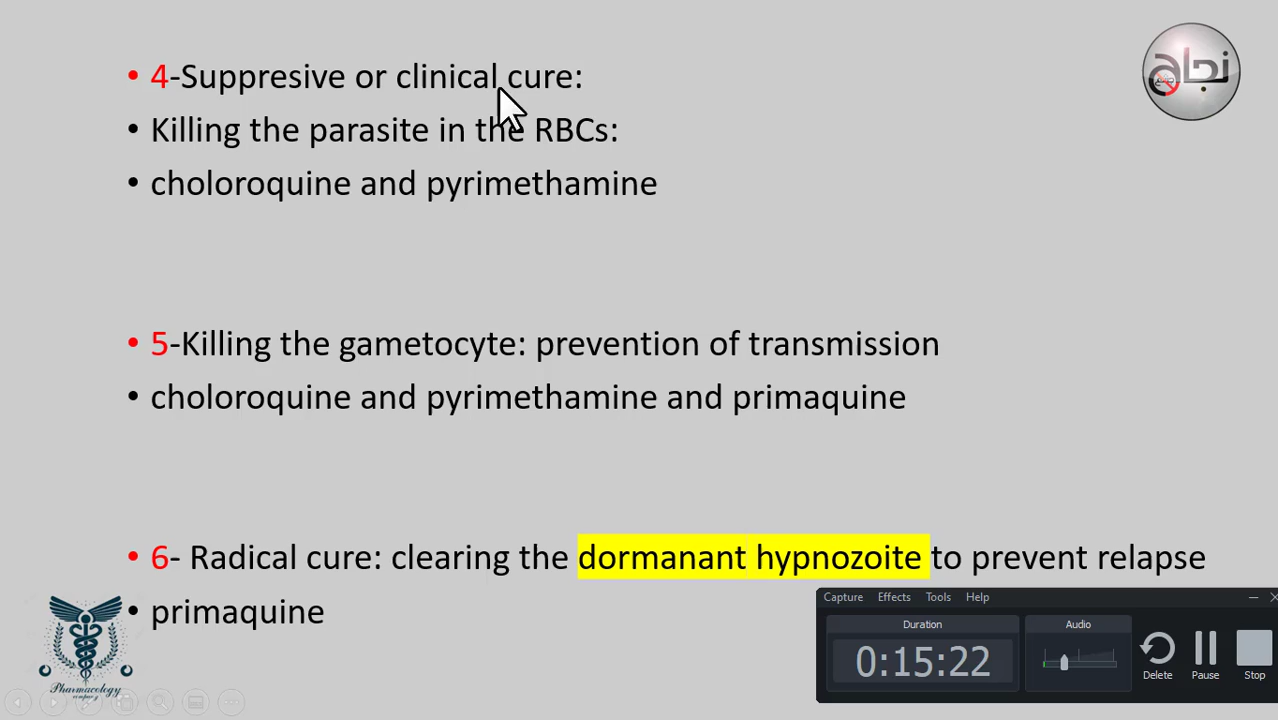 4-Suppresive or clinical cure:
Killing the parasite in the RBCs:
choloroquine and pyrimethamine
5-Killing the gametocyte: prevention of transmission
choloroquine and pyrimethamine and primaquine
6- Radical cure: clearing the dormanant hypnozoite to prevent relapse
primaquine
Pharmacology
Capture Effects Tools Help
Duration Audio
0:15:22
Delete Pause Stop